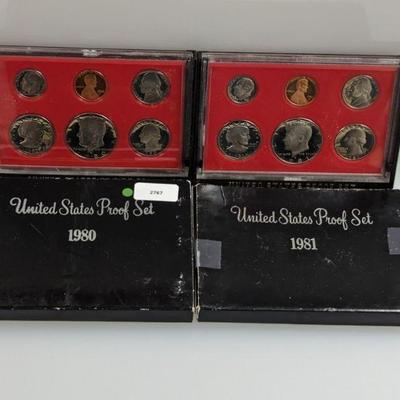 2767
United States Proof Set
1980
United States Proof Set
1981